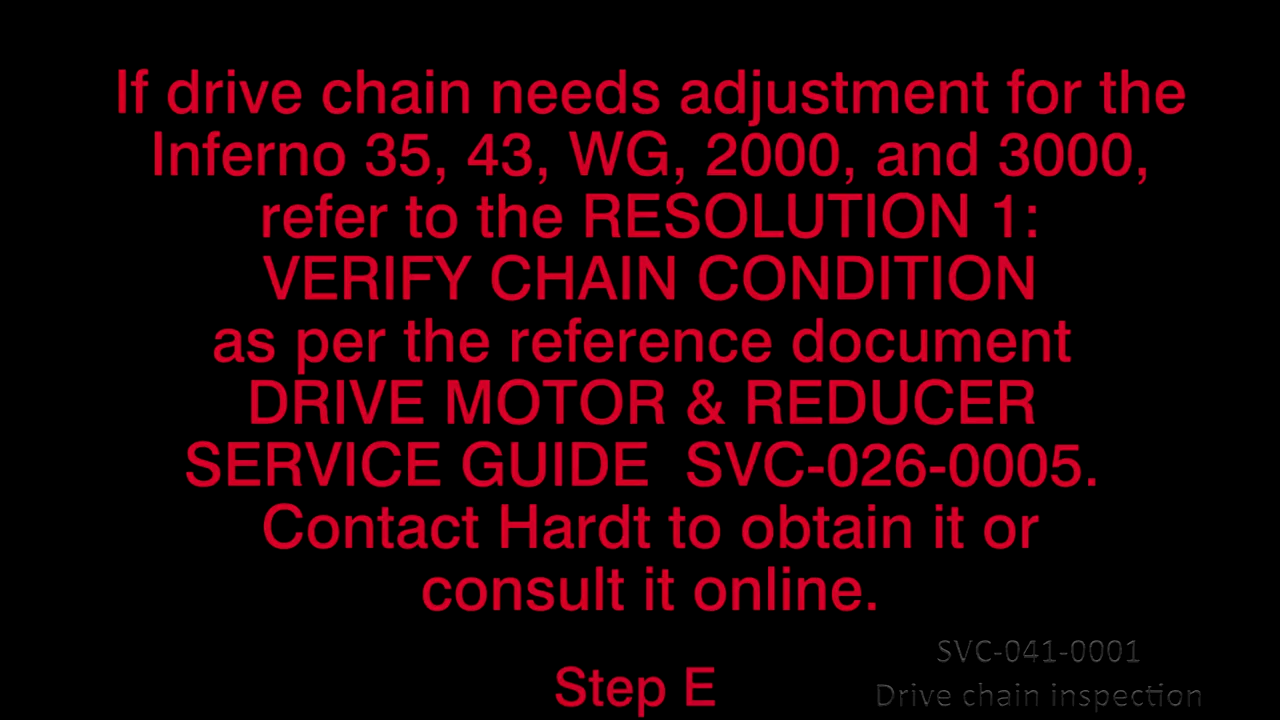 If drive chain needs adjustment for the
Inferno 35, 43, WG, 2000, and 3000,
refer to the RESOLUTION 1:
VERIFY CHAIN CONDITION
as per the reference document
DRIVE MOTOR & REDUCER
SERVICE GUIDE  SVC-026-0005.
Contact Hardt to obtain it or
consult it online.
Step E
SVC-041-0001
Drive chain inspection